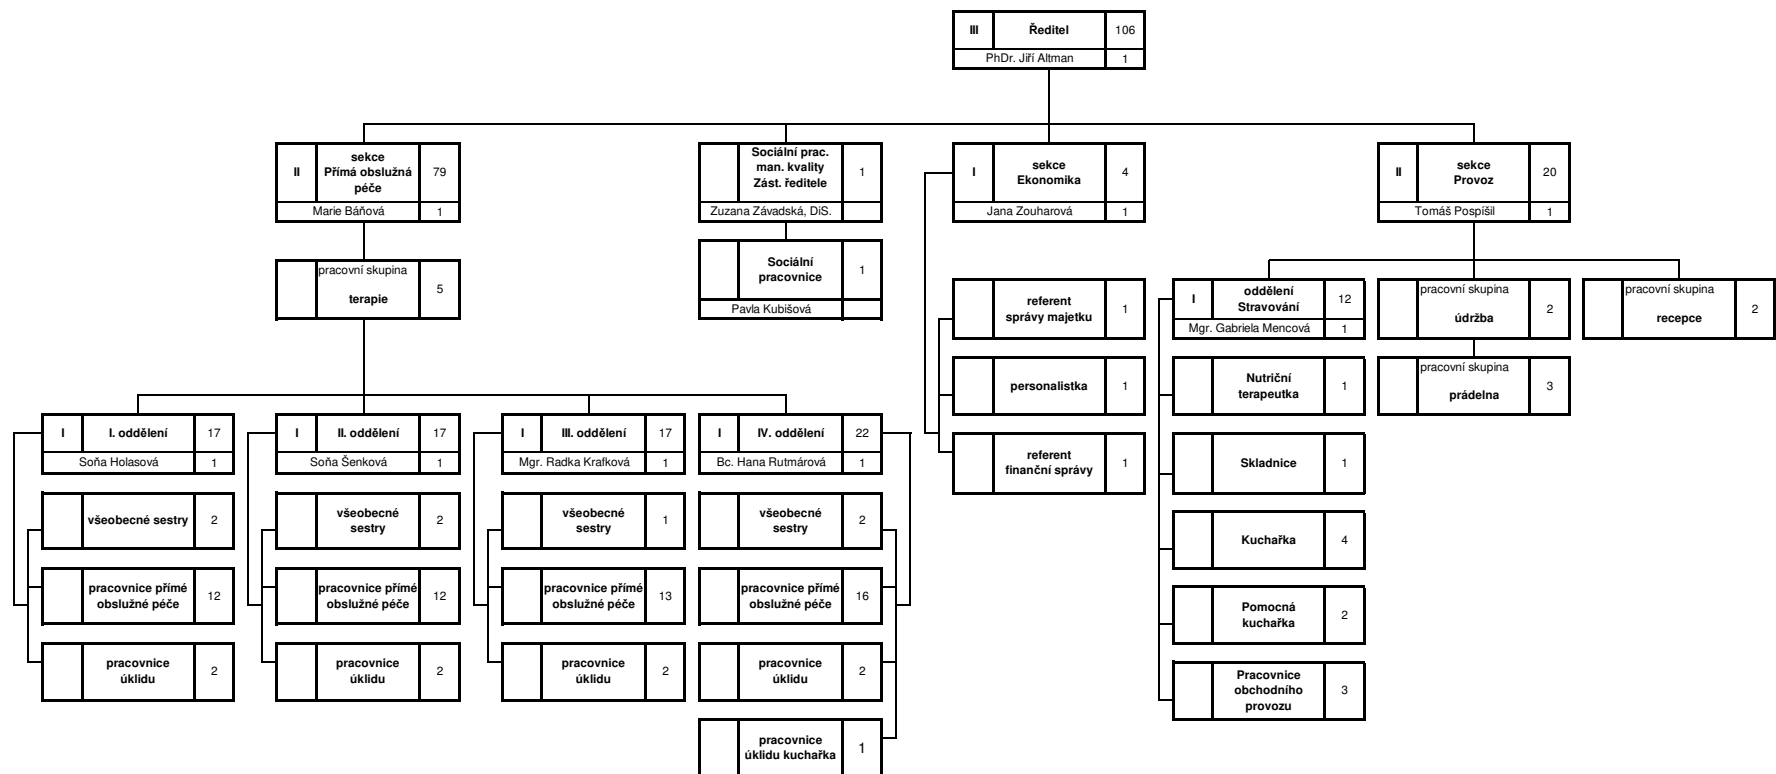 III Ředitel 106
PhDr. Jiří Altman 1
II sekce Přímá obslužná péče 79
Marie Báňová 1
Sociální prac.
man. kvality
Zást. ředitele
1
Zuzana Závadská, DiS.
I sekce Ekonomika 4
Jana Zouharová 1
II sekce Provoz 20
Tomáš Pospíšil 1
pracovní skupina
terapie 5
Sociální
pracovnice
1
Pavla Kubišová
referent
správy majetku
1
personalistka 1
referent
finanční správy
1
I oddělení Stravování 12
Mgr. Gabriela Mencová 1
Nutriční
terapeutka
1
Skladnice 1
Kuchařka 4
Pomocná
kuchařka
2
Pracovnice
obchodního
provozu
3
pracovní skupina
údržba 2
pracovní skupina
prádelna 3
pracovní skupina
recepce 2
I I. oddělení 17
Soňa Holasová 1
všeobecné sestry 2
pracovnice přímé
obslužné péče
12
pracovnice
úklidu
2
I II. oddělení 17
Soňa Šenková 1
všeobecné
sestry
2
pracovnice přímé
obslužné péče
12
pracovnice
úklidu
2
I III. oddělení 17
Mgr. Radka Krafková 1
všeobecné
sestry
1
pracovnice přímé
obslužné péče
13
pracovnice
úklidu
2
I IV. oddělení 22
Bc. Hana Rutmárová 1
všeobecné
sestry
2
pracovnice přímé
obslužné péče
16
pracovnice
úklidu
2
pracovnice
úklidu kuchařka
1